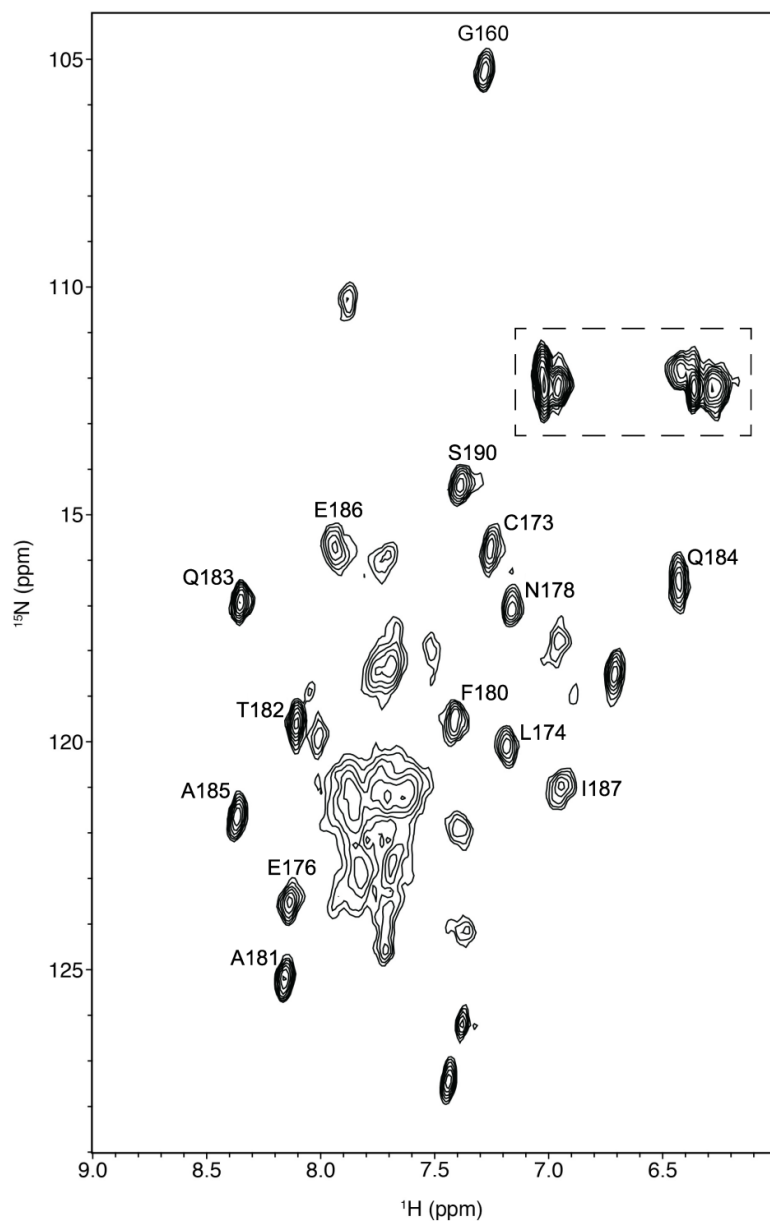 G160
105
110
S190
15
E186
C173
Q183
Q184
N178
F180
T182
120
L174
I187
A185
E176
A181
125
¹⁵N (ppm)
9.0 8.5 8.0 7.5 7.0 6.5
¹H (ppm)